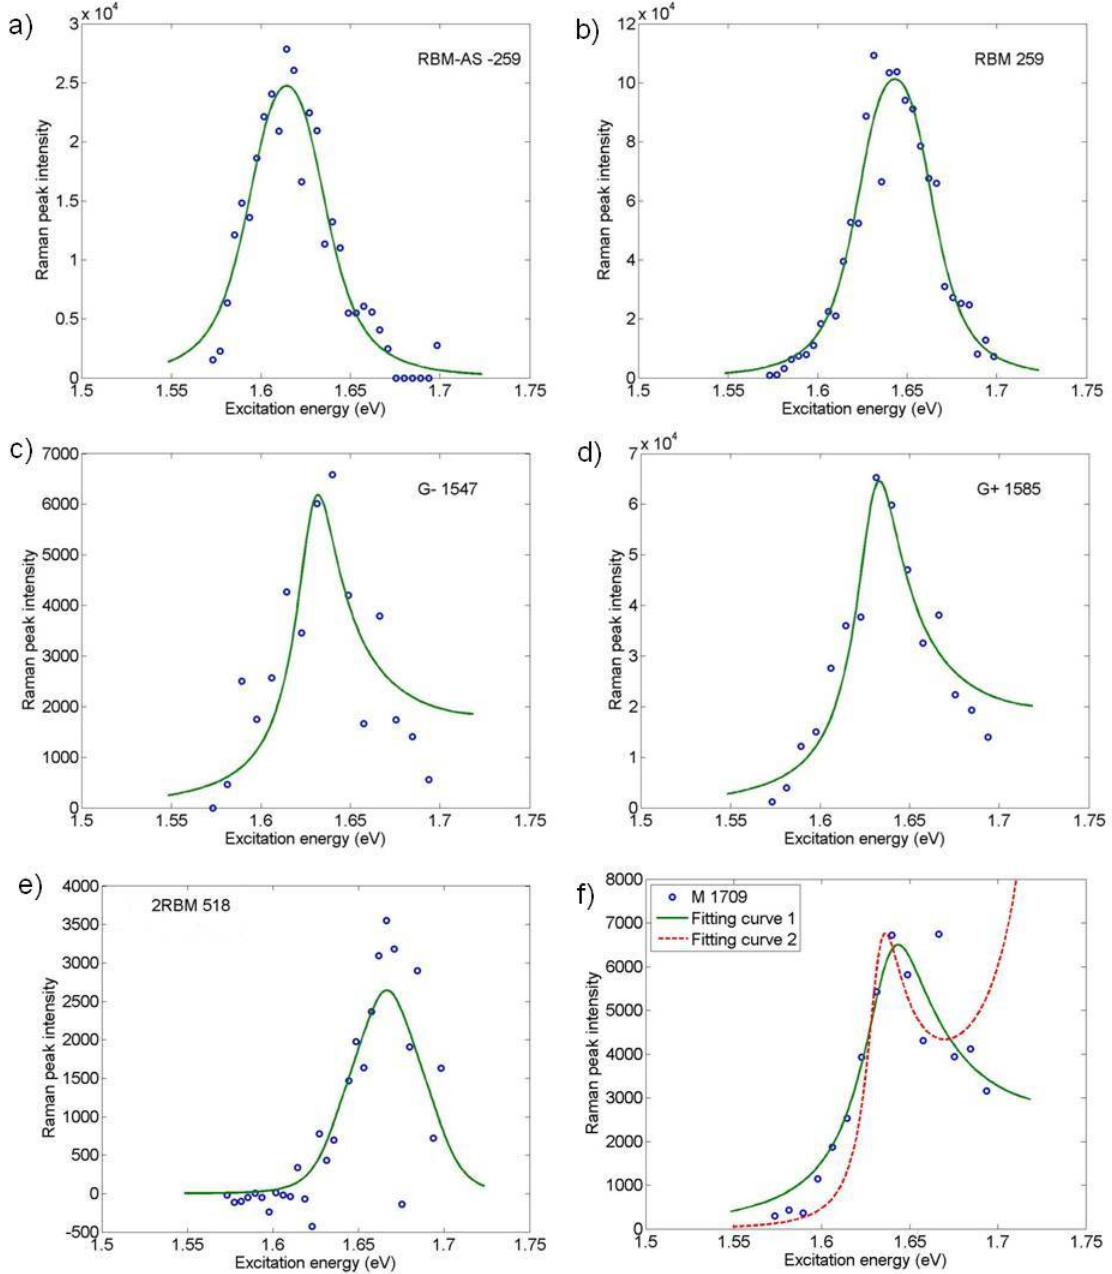 a)
3 x 10⁴
2.5
2
1.5
1
0.5
0
1.5 1.55 1.6 1.65 1.7 1.75
RBM-AS -259
Raman peak intensity
Excitation energy (eV)
b)
12 x 10⁴
10
8
6
4
2
0
1.5 1.6 1.65 1.7 1.75
RBM 259
Raman peak intensity
Excitation energy (eV)
c)
7000
6000
5000
4000
3000
2000
1000
0
1.5 1.55 1.6 1.65 1.7 1.75
G- 1547
Raman peak intensity
Excitation energy (eV)
d)
7 x 10⁴
6
5
4
3
2
1
0
1.5 1.55 1.6 1.65 1.7 1.75
G+ 1585
Raman peak intensity
Excitation energy (eV)
e)
4000
3500
3000
2500
2000
1500
1000
500
0
-500
1.5 1.55 1.6 1.65 1.7 1.75
2RBM 518
Raman peak intensity
Excitation energy (eV)
f)
8000
7000
6000
5000
4000
3000
2000
1000
0
1.5 1.55 1.6 1.65 1.7 1.75
M 1709
Fitting curve 1
Fitting curve 2
Raman peak intensity
Excitation energy (eV)